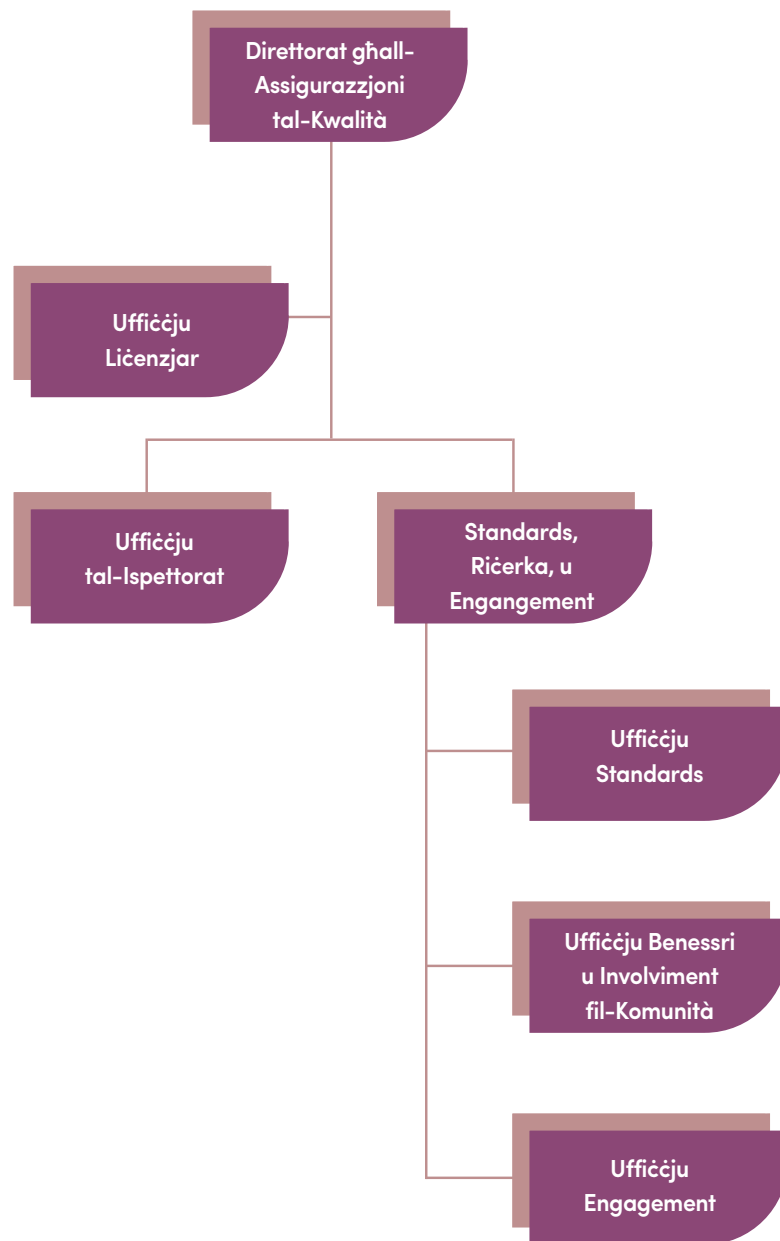 Direttorat għall-
Assigurazzjoni
tal-Kwalità
Uffiċċju
Liċenzjar
Uffiċċju
tal-Ispettorat
Standards,
Riċerka, u
Engangement
Uffiċċju
Standards
Uffiċċju Benessri
u Involviment
fil-Komunità
Uffiċċju
Engagement